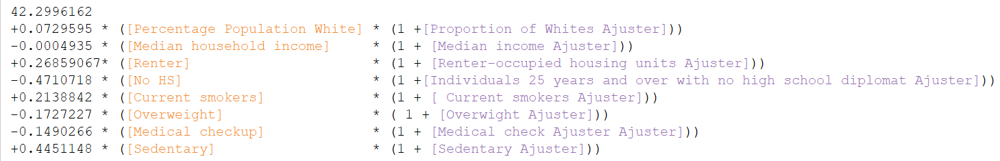 42.2996162
+0.0729595 * ([Percentage Population White] * (1 +[Proportion of Whites Ajuster]))
-0.0004935 * ([Median household income] * (1 + [Median income Ajuster]))
+0.26859067* ([Renter] * (1 + [Renter-occupied housing units Ajuster]))
-0.4710718 * ([No HS] * (1 +[Individuals 25 years and over with no high school diplomat Ajuster]))
+0.2138842 * ([Current smokers] * (1 + [ Current smokers Ajuster]))
-0.1727227 * ([Overweight] * ( 1 + [Overwight Ajuster]))
-0.1490266 * ([Medical checkup] * (1 + [Medical check Ajuster Ajuster]))
+0.4451148 * ([Sedentary] * (1 + [Sedentary Ajuster]))